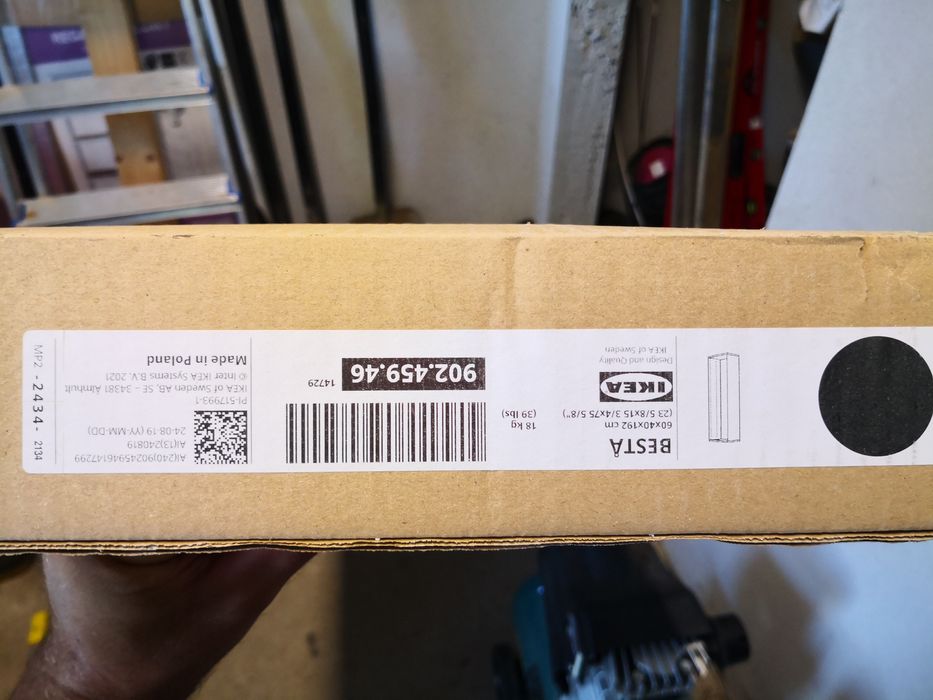 BESTÅ
60x40x192 cm
(23 5/8x15 3/4x75 5/8")
IKEA
Design and Quality
IKEA of Sweden
18 kg
(39 lbs)
902.459.46
14729
AI(240)90245946147299
AI(13)240819
24-08-19 (YY-MM-DD)
PI-517993-1
IKEA of Sweden AB, SE - 34381 Älmhult
© Inter IKEA Systems B.V. 2021
Made in Poland
MP2 - 2434 - 2134